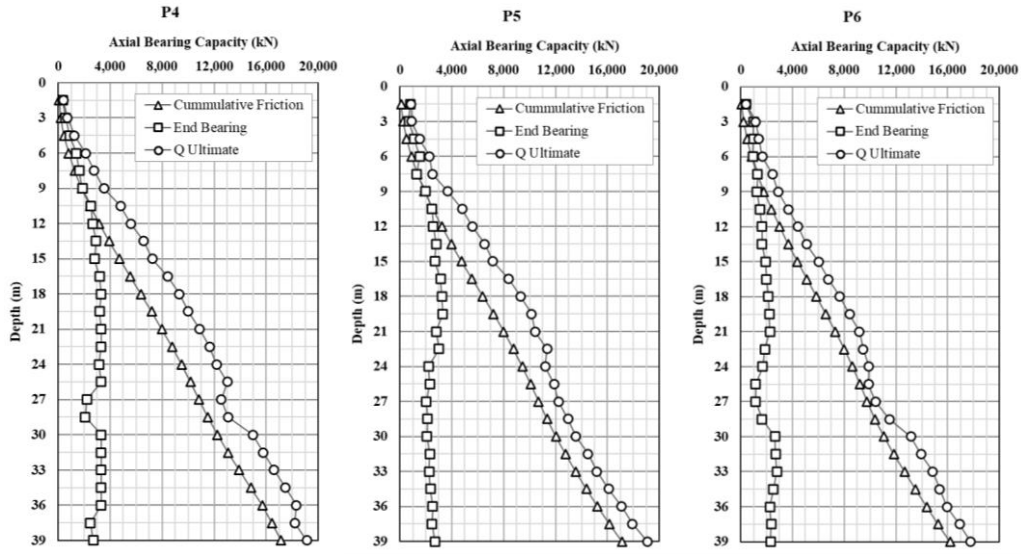 P4
Axial Bearing Capacity (kN)
0 4,000 8,000 12,000 16,000 20,000
Depth (m)
0
3
6
9
12
15
18
21
24
27
30
33
36
39
Cummulative Friction
End Bearing
Q Ultimate
P5
Axial Bearing Capacity (kN)
0 4,000 8,000 12,000 16,000 20,000
Depth (m)
0
3
6
9
12
15
18
21
24
27
30
33
36
39
Cummulative Friction
End Bearing
Q Ultimate
P6
Axial Bearing Capacity (kN)
0 4,000 8,000 12,000 16,000 20,000
Depth (m)
0
3
6
9
12
15
18
21
24
27
30
33
36
39
Cummulative Friction
End Bearing
Q Ultimate